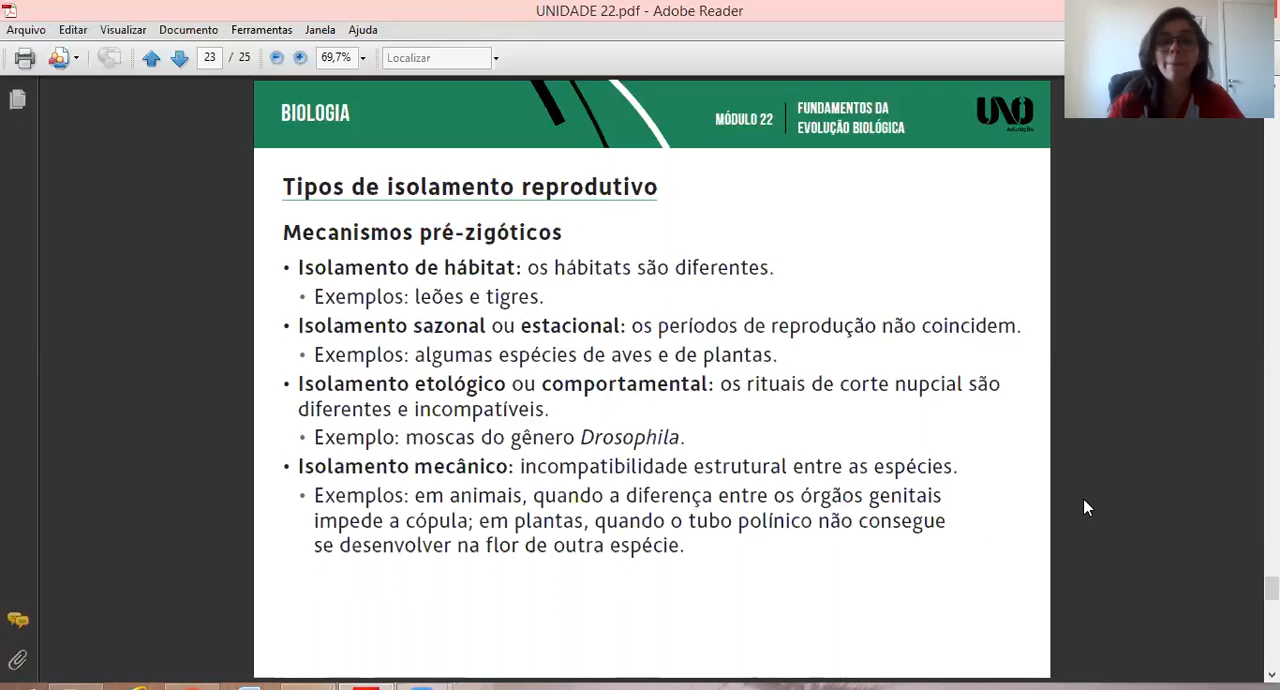 UNIDADE 22.pdf - Adobe Reader
Arquivo Editar Visualizar Documento Ferramentas Janela Ajuda
23 / 25 69,7% Localizar
BIOLOGIA
MÓDULO 22
FUNDAMENTOS DA
EVOLUÇÃO BIOLÓGICA
UNO
educação
Tipos de isolamento reprodutivo
Mecanismos pré-zigóticos
• Isolamento de hábitat: os hábitats são diferentes.
• Exemplos: leões e tigres.
• Isolamento sazonal ou estacional: os períodos de reprodução não coincidem.
• Exemplos: algumas espécies de aves e de plantas.
• Isolamento etológico ou comportamental: os rituais de corte nupcial são
diferentes e incompatíveis.
• Exemplo: moscas do gênero Drosophila.
• Isolamento mecânico: incompatibilidade estrutural entre as espécies.
• Exemplos: em animais, quando a diferença entre os órgãos genitais
impede a cópula; em plantas, quando o tubo polínico não consegue
se desenvolver na flor de outra espécie.